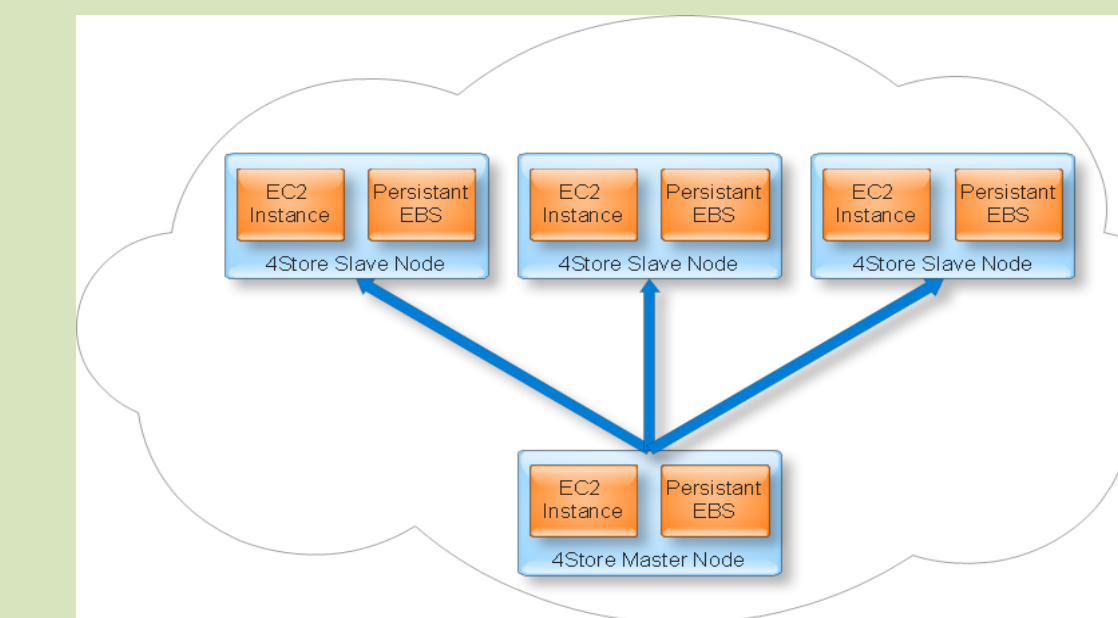 EC2
Instance
Persistant
EBS
4Store Slave Node
EC2
Instance
Persistant
EBS
4Store Slave Node
EC2
Instance
Persistant
EBS
4Store Slave Node
EC2
Instance
Persistant
EBS
4Store Master Node